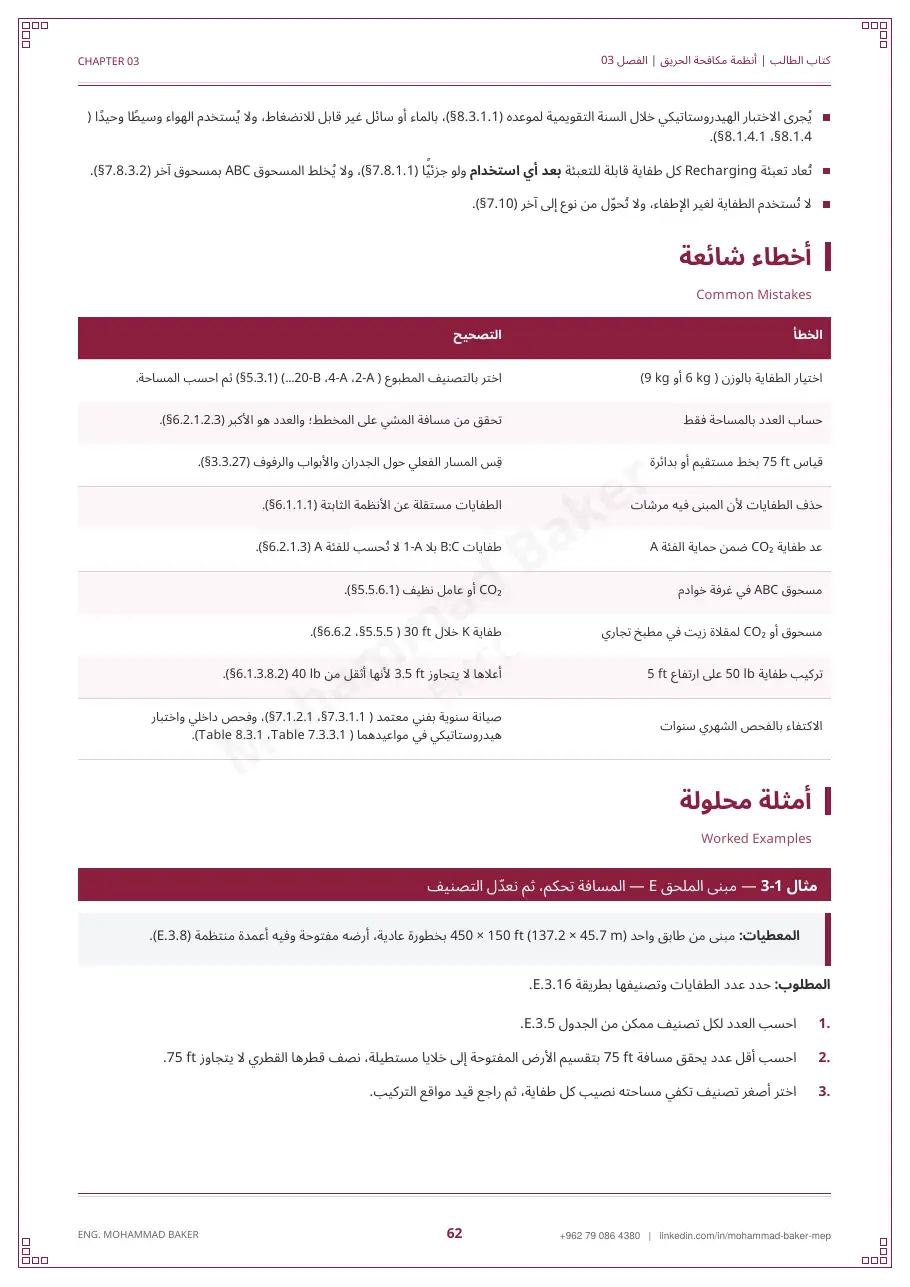 كتاب الطالب | أنظمة مكافحة الحريق | الفصل 03
CHAPTER 03
يُجرى الاختبار الهيدروستاتيكي خلال السنة التقويمية لموعده (§8.3.1.1)، بالماء أو سائل غير قابل للانضغاط، ولا يُستخدم الهواء وسيطًا وحيدًا (
§8.1.4، §8.1.4.1).
تُعاد تعبئة Recharging كل طفاية قابلة للتعبئة بعد أي استخدام ولو جزئيًّا (§7.8.1.1)، ولا يُخلط المسحوق ABC بمسحوق آخر (§7.8.3.2).
لا تُستخدم الطفاية لغير الإطفاء، ولا تُحوّل من نوع إلى آخر (§7.10).
أخطاء شائعة
Common Mistakes
الخطأ التصحيح
اختيار الطفاية بالوزن ( 6 kg أو 9 kg) اختر بالتصنيف المطبوع ( 2-A، 4-A، 20-B...) (§5.3.1) ثم احسب المساحة.
حساب العدد بالمساحة فقط تحقق من مسافة المشي على المخطط؛ والعدد هو الأكبر (§6.2.1.2.3).
قياس 75 ft بخط مستقيم أو بدائرة قِس المسار الفعلي حول الجدران والأبواب والرفوف (§3.3.27).
حذف الطفايات لأن المبنى فيه مرشات الطفايات مستقلة عن الأنظمة الثابتة (§6.1.1.1).
عد طفاية CO₂ ضمن حماية الفئة A طفايات B:C بلا 1-A لا تُحسب للفئة A (§6.2.1.3).
مسحوق ABC في غرفة خوادم CO₂ أو عامل نظيف (§5.5.6.1).
مسحوق أو CO₂ لمقلاة زيت في مطبخ تجاري طفاية K خلال 30 ft ( §5.5.5، §6.6.2).
تركيب طفاية 50 lb على ارتفاع 5 ft أعلاها لا يتجاوز 3.5 ft لأنها أثقل من 40 lb (§6.1.3.8.2).
الاكتفاء بالفحص الشهري سنوات صيانة سنوية بفني معتمد ( §7.3.1.1، §7.1.2.1)، وفحص داخلي واختبار
هيدروستاتيكي في مواعيدهما ( Table 7.3.3.1، Table 8.3.1).
أمثلة محلولة
Worked Examples
مثال 1-3 — مبنى الملحق E — المسافة تحكم، ثم نعدّل التصنيف
المعطيات: مبنى من طابق واحد 450 × 150 ft (137.2 × 45.7 m) بخطورة عادية، أرضه مفتوحة وفيه أعمدة منتظمة (E.3.8).
المطلوب: حدد عدد الطفايات وتصنيفها بطريقة E.3.16.
1. احسب العدد لكل تصنيف ممكن من الجدول E.3.5.
2. احسب أقل عدد يحقق مسافة 75 ft بتقسيم الأرض المفتوحة إلى خلايا مستطيلة، نصف قطرها القطري لا يتجاوز 75 ft.
3. اختر أصغر تصنيف تكفي مساحته نصيب كل طفاية، ثم راجع قيد مواقع التركيب.
Mohammad Baker
EMCC
ENG. MOHAMMAD BAKER
62
+962 79 086 4380 | linkedin.com/in/mohammad-baker-mep